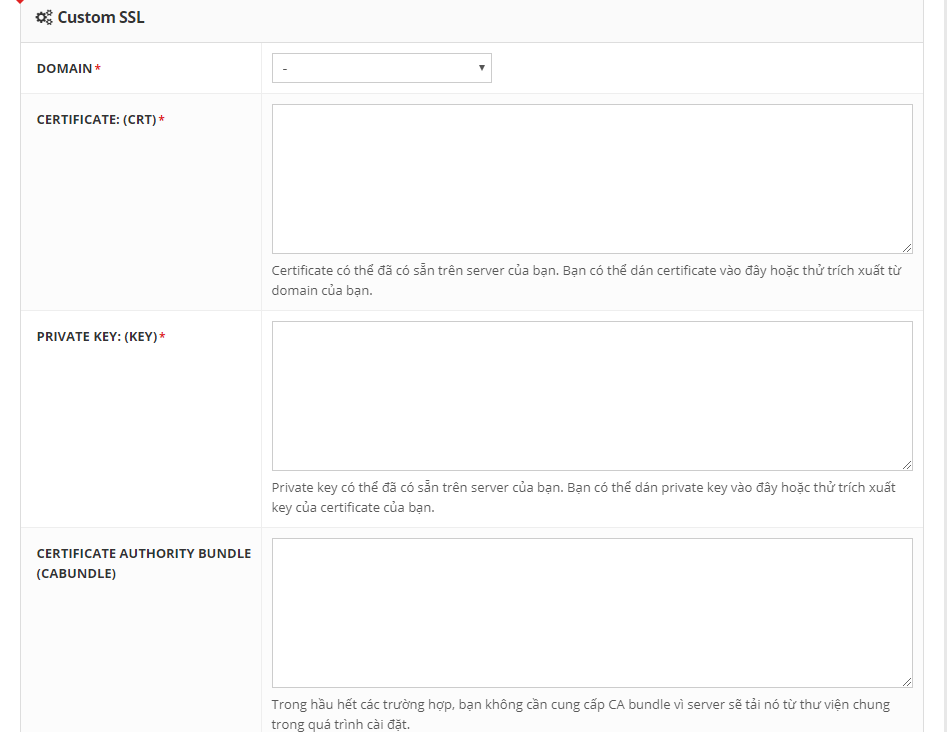 Custom SSL
DOMAIN*
-
CERTIFICATE: (CRT)*
Certificate có thể đã có sẵn trên server của bạn. Bạn có thể dán certificate vào đây hoặc thử trích xuất từ
domain của bạn.
PRIVATE KEY: (KEY)*
Private key có thể đã có sẵn trên server của bạn. Bạn có thể dán private key vào đây hoặc thử trích xuất
key của certificate của bạn.
CERTIFICATE AUTHORITY BUNDLE
(CABUNDLE)
Trong hầu hết các trường hợp, bạn không cần cung cấp CA bundle vì server sẽ tải nó từ thư viện chung
trong quá trình cài đặt.